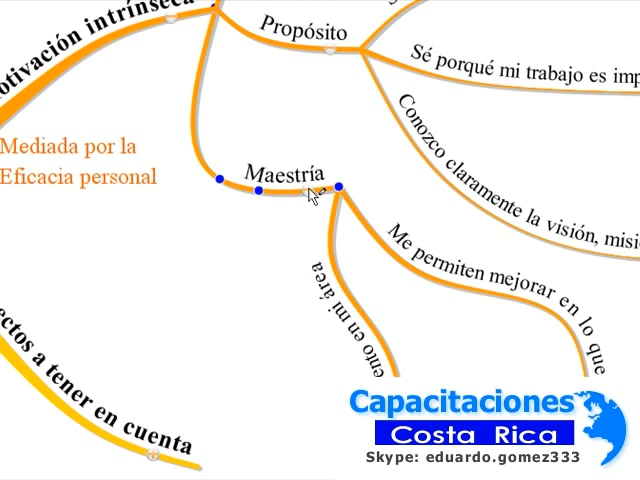 otivación intrínseca
Propósito
Sé porqué mi trabajo es imp
Conozco claramente la visión, misi
Mediada por la
Eficacia personal
Maestría
Me permiten mejorar en lo que
ento en mi área
ectos a tener en cuenta
Capacitaciones
Costa Rica
Skype: eduardo.gomez333